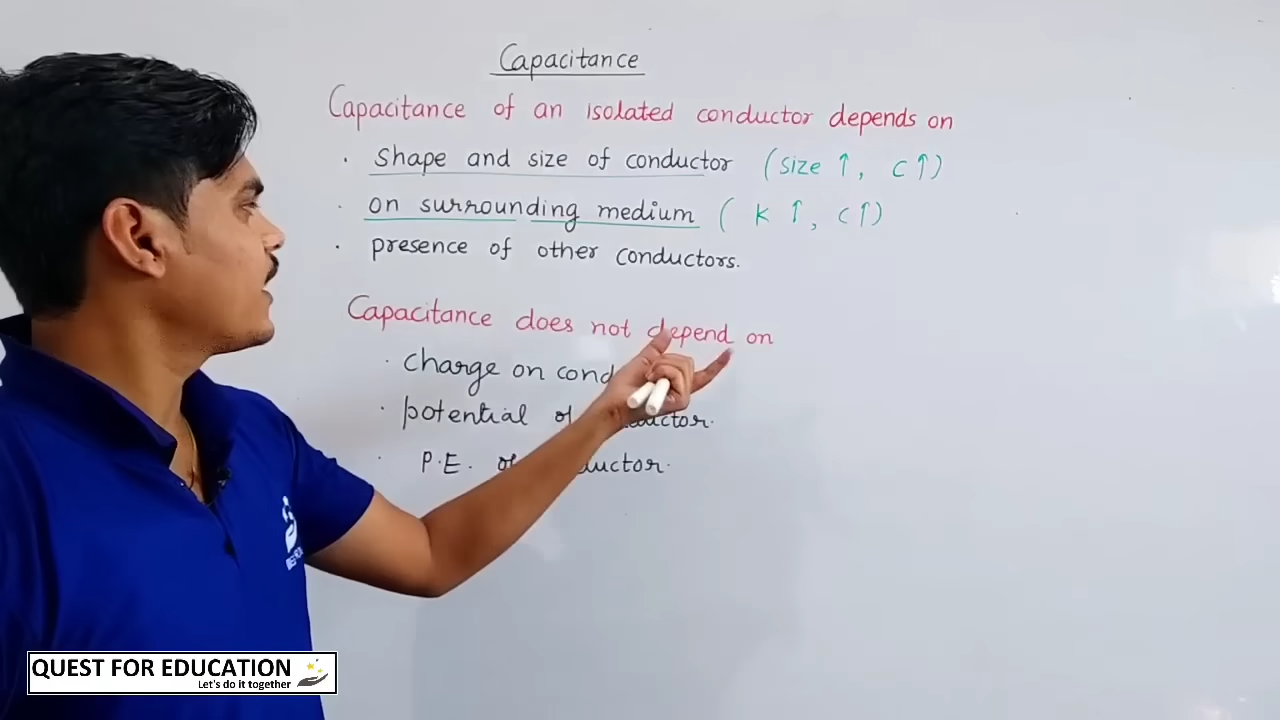 Capacitance
Capacitance of an isolated conductor depends on
· Shape and size of conductor (size ↑, C ↑)
· on surrounding medium ( K ↑, C ↑)
· presence of other conductors.
Capacitance does not depend on
· charge on cond
· potential of ductor.
· P.E. of ductor.
QUEST FOR EDUCATION
Let's do it together